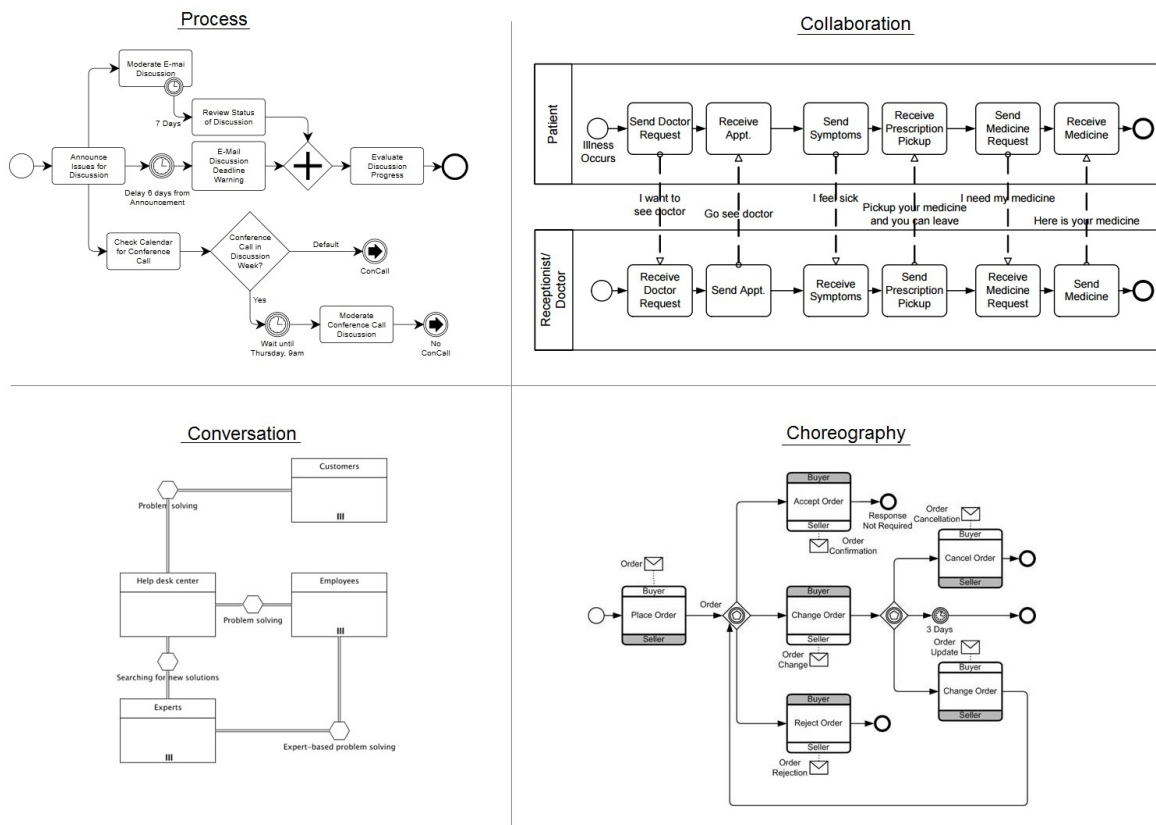 Process
Moderate E-mai
Discussion
7 Days
Review Status
of Discussion
Announce
Issues for
Discussion
Delay 6 days from
Announcement
E-Mail
Discussion
Deadline
Warning
Evaluate
Discussion
Progress
Check Calendar
for Conference
Call
Conference
Call in
Discussion
Week?
Default
ConCall
Yes
Wait until
Thursday, 9am
Moderate
Conference Call
Discussion
No
ConCall
Collaboration
Patient
Illness
Occurs
Send Doctor
Request
Receive
Appt.
Send
Symptoms
Receive
Prescription
Pickup
Send
Medicine
Request
Receive
Medicine
I want to
see doctor
Go see doctor
I feel sick
Pickup your medicine
and you can leave
I need my medicine
Here is your medicine
Receptionist/
Doctor
Receive
Doctor
Request
Send Appt.
Receive
Symptoms
Send
Prescription
Pickup
Receive
Medicine
Request
Send
Medicine
Conversation
Customers
Problem solving
Help desk center
Problem solving
Employees
Searching for new solutions
Experts
Expert-based problem solving
Choreography
Order
Buyer
Place Order
Seller
Order
Buyer
Accept Order
Seller
Order
Confirmation
Response
Not Required
Buyer
Change Order
Seller
Order
Change
Buyer
Reject Order
Seller
Order
Rejection
Order
Cancellation
Buyer
Cancel Order
Seller
3 Days
Order
Update
Buyer
Change Order
Seller